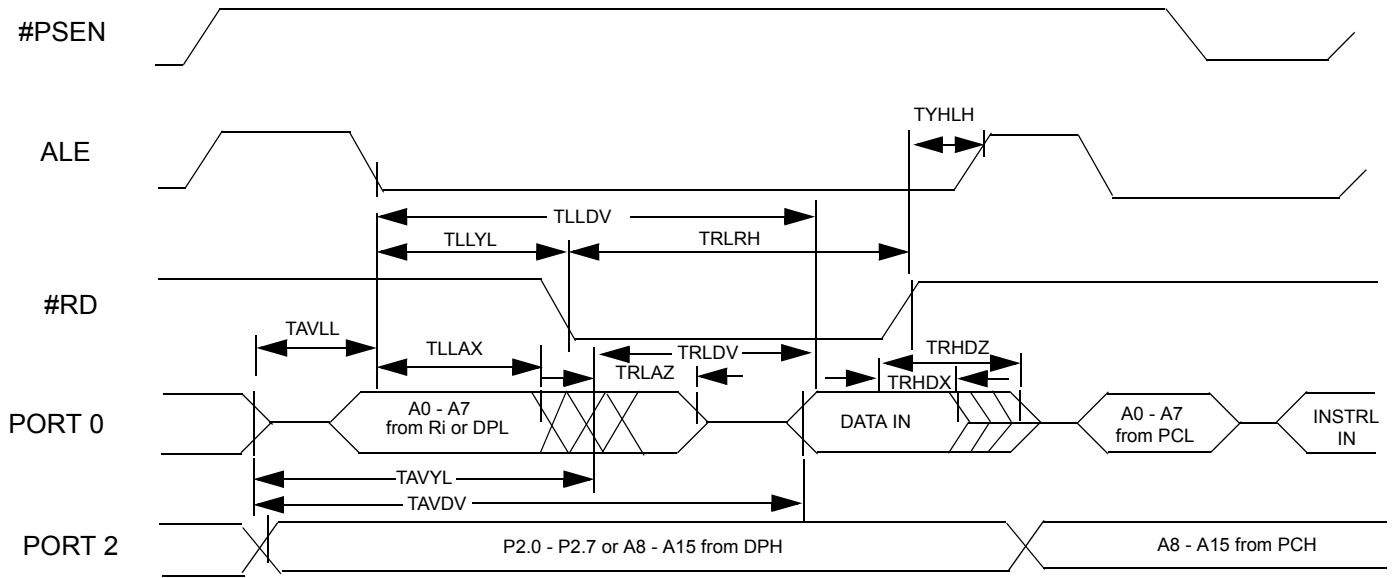 #PSEN
TYHLH
ALE
TLLDV
TLLYL
TRLRH
#RD
TAVLL
TLLAX
TRLDV
TRHDZ
TRLAZ
TRHDX
PORT 0
A0 - A7
from Ri or DPL
DATA IN
A0 - A7
from PCL
INSTRL
IN
TAVYL
TAVDV
PORT 2
P2.0 - P2.7 or A8 - A15 from DPH
A8 - A15 from PCH